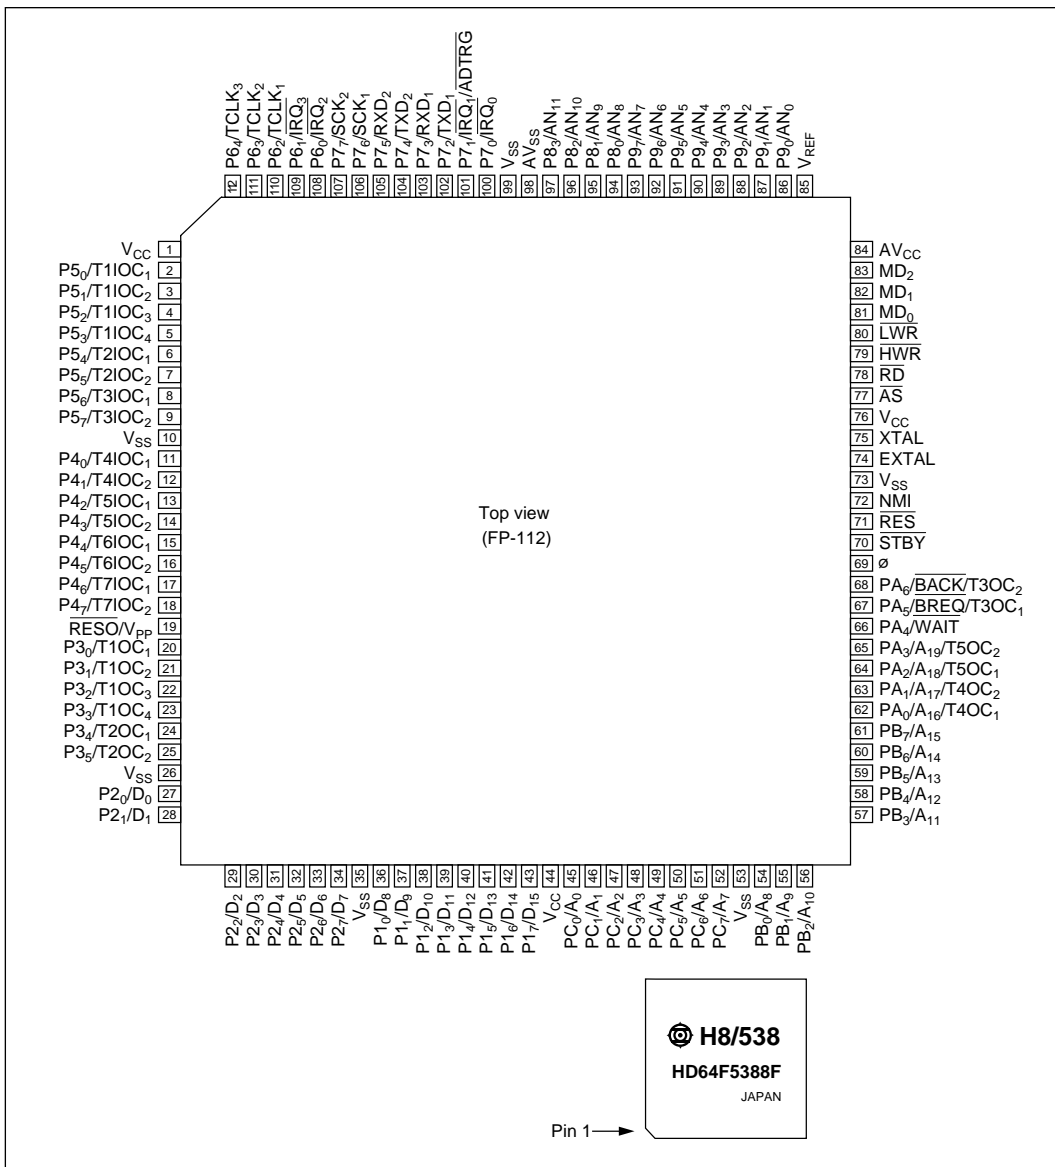 P6₄/TCLK₃
P6₃/TCLK₂
P6₂/TCLK₁
P6₁/IRQ₃
P6₀/IRQ₂
P7₇/SCK₂
P7₆/SCK₁
P7₅/RXD₂
P7₄/TXD₂
P7₃/RXD₁
P7₂/TXD₁
P7₁/IRQ₁/ADTRG
P7₀/IRQ₀
V_SS
AV_SS
P8₃/AN₁₁
P8₂/AN₁₀
P8₁/AN₉
P8₀/AN₈
P9₇/AN₇
P9₆/AN₆
P9₅/AN₅
P9₄/AN₄
P9₃/AN₃
P9₂/AN₂
P9₁/AN₁
P9₀/AN₀
V_REF
112 111 110 109 108 107 106 105 104 103 102 101 100 99 98 97 96 95 94 93 92 91 90 89 88 87 86 85
V_CC 1
P5₀/T1IOC₁ 2
P5₁/T1IOC₂ 3
P5₂/T1IOC₃ 4
P5₃/T1IOC₄ 5
P5₄/T2IOC₁ 6
P5₅/T2IOC₂ 7
P5₆/T3IOC₁ 8
P5₇/T3IOC₂ 9
V_SS 10
P4₀/T4IOC₁ 11
P4₁/T4IOC₂ 12
P4₂/T5IOC₁ 13
P4₃/T5IOC₂ 14
P4₄/T6IOC₁ 15
P4₅/T6IOC₂ 16
P4₆/T7IOC₁ 17
P4₇/T7IOC₂ 18
RESO/V_PP 19
P3₀/T1OC₁ 20
P3₁/T1OC₂ 21
P3₂/T1OC₃ 22
P3₃/T1OC₄ 23
P3₄/T2OC₁ 24
P3₅/T2OC₂ 25
V_SS 26
P2₀/D₀ 27
P2₁/D₁ 28
Top view
(FP-112)
84 AV_CC
83 MD₂
82 MD₁
81 MD₀
80 LWR
79 HWR
78 RD
77 AS
76 V_CC
75 XTAL
74 EXTAL
73 V_SS
72 NMI
71 RES
70 STBY
69 ø
68 PA₆/BACK/T3OC₂
67 PA₅/BREQ/T3OC₁
66 PA₄/WAIT
65 PA₃/A₁₉/T5OC₂
64 PA₂/A₁₈/T5OC₁
63 PA₁/A₁₇/T4OC₂
62 PA₀/A₁₆/T4OC₁
61 PB₇/A₁₅
60 PB₆/A₁₄
59 PB₅/A₁₃
58 PB₄/A₁₂
57 PB₃/A₁₁
29 30 31 32 33 34 35 36 37 38 39 40 41 42 43 44 45 46 47 48 49 50 51 52 53 54 55 56
P2₂/D₂
P2₃/D₃
P2₄/D₄
P2₅/D₅
P2₆/D₆
P2₇/D₇
V_SS
P1₀/D₈
P1₁/D₉
P1₂/D₁₀
P1₃/D₁₁
P1₄/D₁₂
P1₅/D₁₃
P1₆/D₁₄
P1₇/D₁₅
V_CC
PC₀/A₀
PC₁/A₁
PC₂/A₂
PC₃/A₃
PC₄/A₄
PC₅/A₅
PC₆/A₆
PC₇/A₇
V_SS
PB₀/A₈
PB₁/A₉
PB₂/A₁₀
H8/538
HD64F5388F
JAPAN
Pin 1